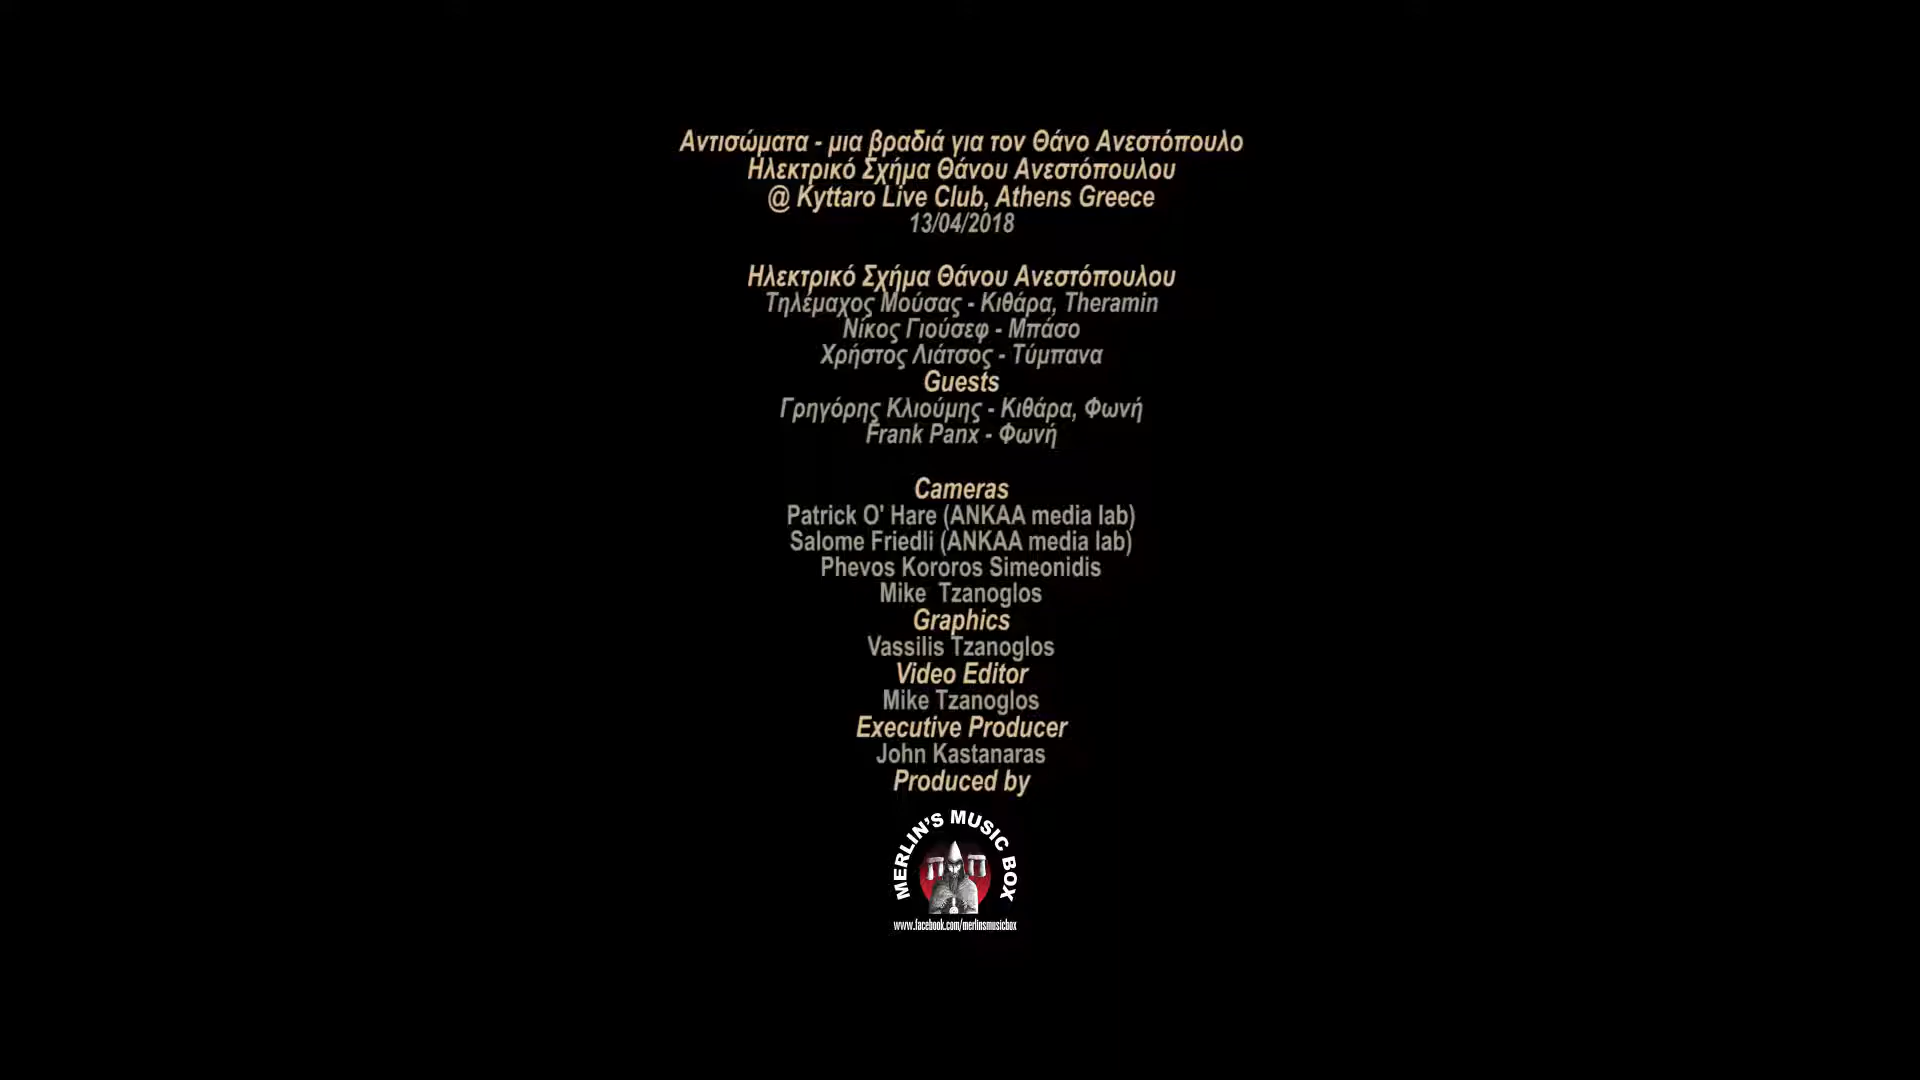 Αντισώματα - μια βραδιά για τον Θάνο Ανεστόπουλο
Ηλεκτρικό Σχήμα Θάνου Ανεστόπουλου
@ Kyttaro Live Club, Athens Greece
13/04/2018
Ηλεκτρικό Σχήμα Θάνου Ανεστόπουλου
Τηλέμαχος Μούσας - Κιθάρα, Theramin
Νίκος Γιούσεφ - Μπάσο
Χρήστος Λιάτσος - Τύμπανα
Guests
Γρηγόρης Κλιούμης - Κιθάρα, Φωνή
Frank Panx - Φωνή
Cameras
Patrick O' Hare (ANKAA media lab)
Salome Friedli (ANKAA media lab)
Phevos Kororos Simeonidis
Mike  Tzanoglos
Graphics
Vassilis Tzanoglos
Video Editor
Mike Tzanoglos
Executive Producer
John Kastanaras
Produced by
MERLIN'S MUSIC BOX
www.facebook.com/merlinsmusicbox